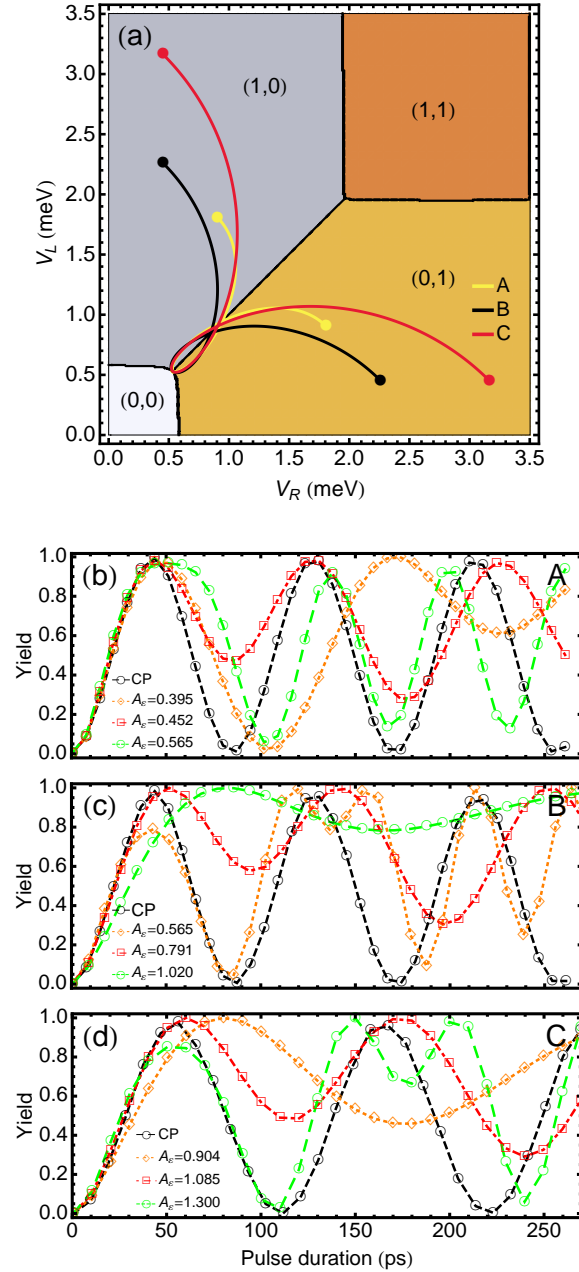 (a)
3.5
3.0
2.5
2.0
1.5
1.0
0.5
0.0
V_L (meV)
(1,0)
(1,1)
(0,1)
(0,0)
A
B
C
0.0 0.5 1.0 1.5 2.0 2.5 3.0 3.5
V_R (meV)
(b)
A
1.0
0.8
0.6
0.4
0.2
0.0
Yield
CP
A_ε=0.395
A_ε=0.452
A_ε=0.565
(c)
B
1.0
0.8
0.6
0.4
0.2
0.0
Yield
CP
A_ε=0.565
A_ε=0.791
A_ε=1.020
(d)
C
1.0
0.8
0.6
0.4
0.2
0.0
Yield
CP
A_ε=0.904
A_ε=1.085
A_ε=1.300
0 50 100 150 200 250
Pulse duration (ps)